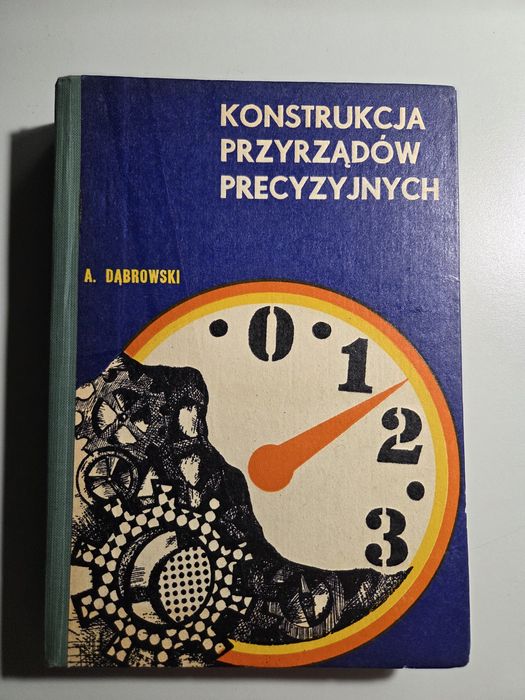 KONSTRUKCJA
PRZYRZĄDÓW
PRECYZYJNYCH
A. DĄBROWSKI
0
1
2
3